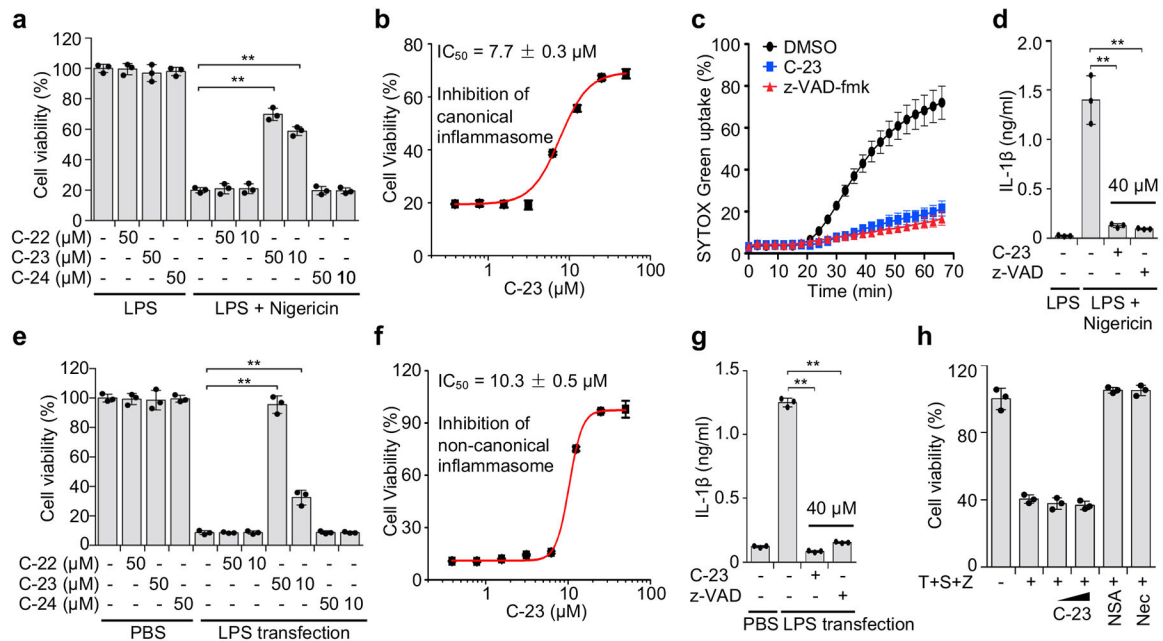 a
Cell viability (%)
120
100
80
60
40
20
0
**
**
C-22 (μM) - 50 - - - 50 10 - - - -
C-23 (μM) - - 50 - - - - 50 10 - -
C-24 (μM) - - - 50 - - - - - 50 10
LPS
LPS + Nigericin
b
Cell viability (%)
80
60
40
20
0
IC50 = 7.7 ± 0.3 μM
Inhibition of
canonical
inflammasome
1 10 100
C-23 (μM)
c
SYTOX Green uptake (%)
100
80
60
40
20
0
DMSO
C-23
z-VAD-fmk
0 10 20 30 40 50 60 70
Time (min)
d
IL-1β (ng/ml)
2.0
1.5
1.0
0.5
0
**
**
40 μM
C-23 - - + -
z-VAD - - - +
LPS
LPS +
Nigericin
e
Cell viability (%)
120
100
80
60
40
20
0
**
**
C-22 (μM) - 50 - - - 50 10 - - - -
C-23 (μM) - - 50 - - - - 50 10 - -
C-24 (μM) - - - 50 - - - - - 50 10
PBS
LPS transfection
f
Cell Viability (%)
120
90
60
30
0
IC50 = 10.3 ± 0.5 μM
Inhibition of
non-canonical
inflammasome
1 10 100
C-23 (μM)
g
IL-1β (ng/ml)
1.5
1.0
0.5
0
**
**
40 μM
C-23 - - + -
z-VAD - - - +
PBS
LPS transfection
h
Cell viability (%)
120
80
40
0
T+S+Z - + + + + +
C-23
NSA
Nec